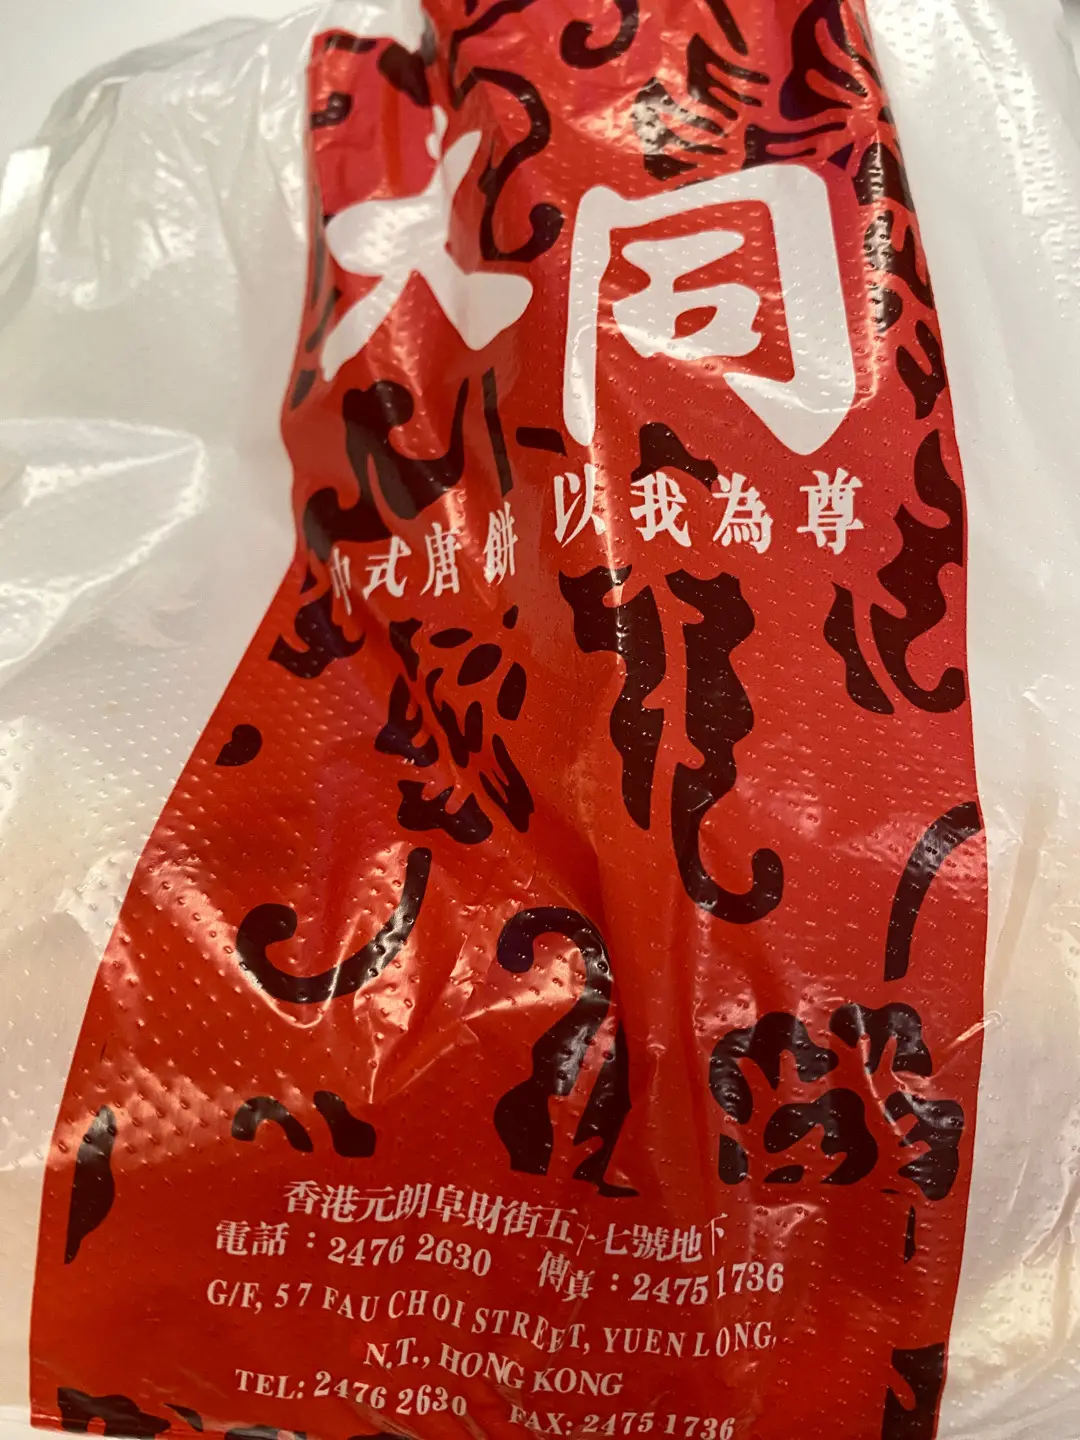 大同
中式唐餅 以我為尊
香港元朗阜財街五十七號地下
電話：2476 2630 傳真：2475 1736
G/F, 57 FAU CHOI STREET, YUEN LONG,
N.T., HONG KONG
TEL: 2476 2630 FAX: 2475 1736